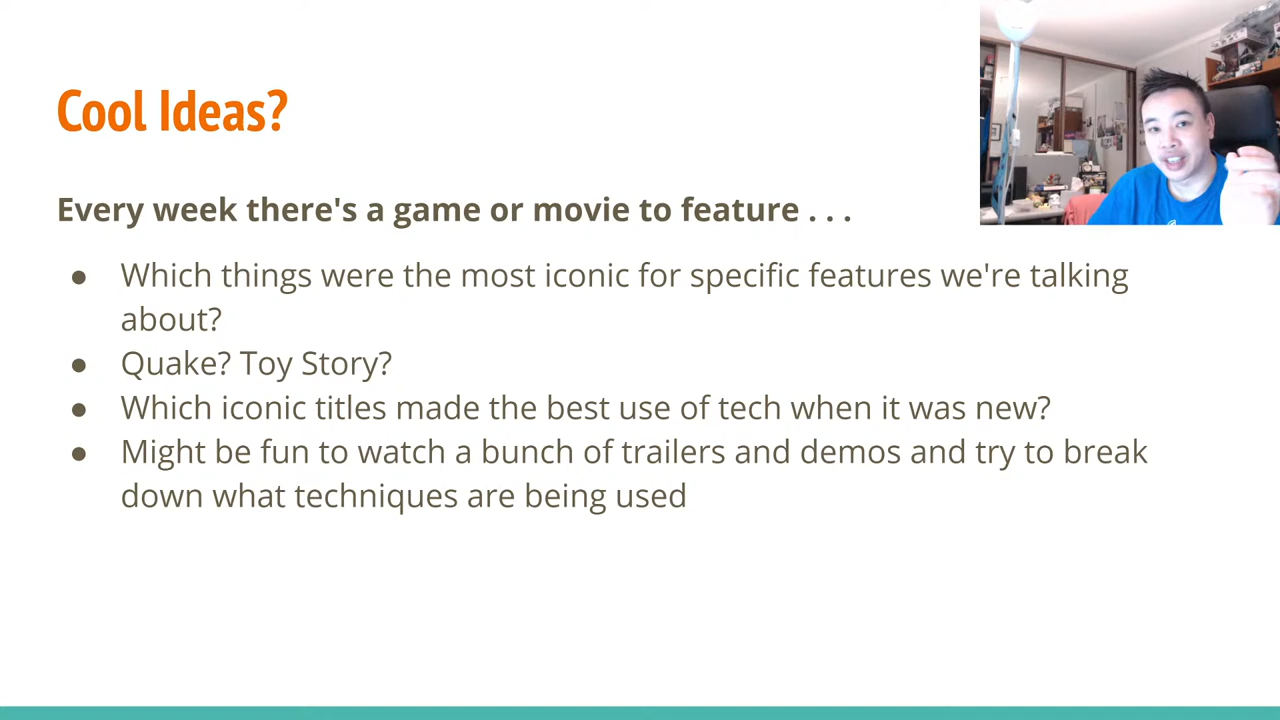 Cool Ideas?
Every week there's a game or movie to feature . . .
● Which things were the most iconic for specific features we're talking
about?
● Quake? Toy Story?
● Which iconic titles made the best use of tech when it was new?
● Might be fun to watch a bunch of trailers and demos and try to break
down what techniques are being used